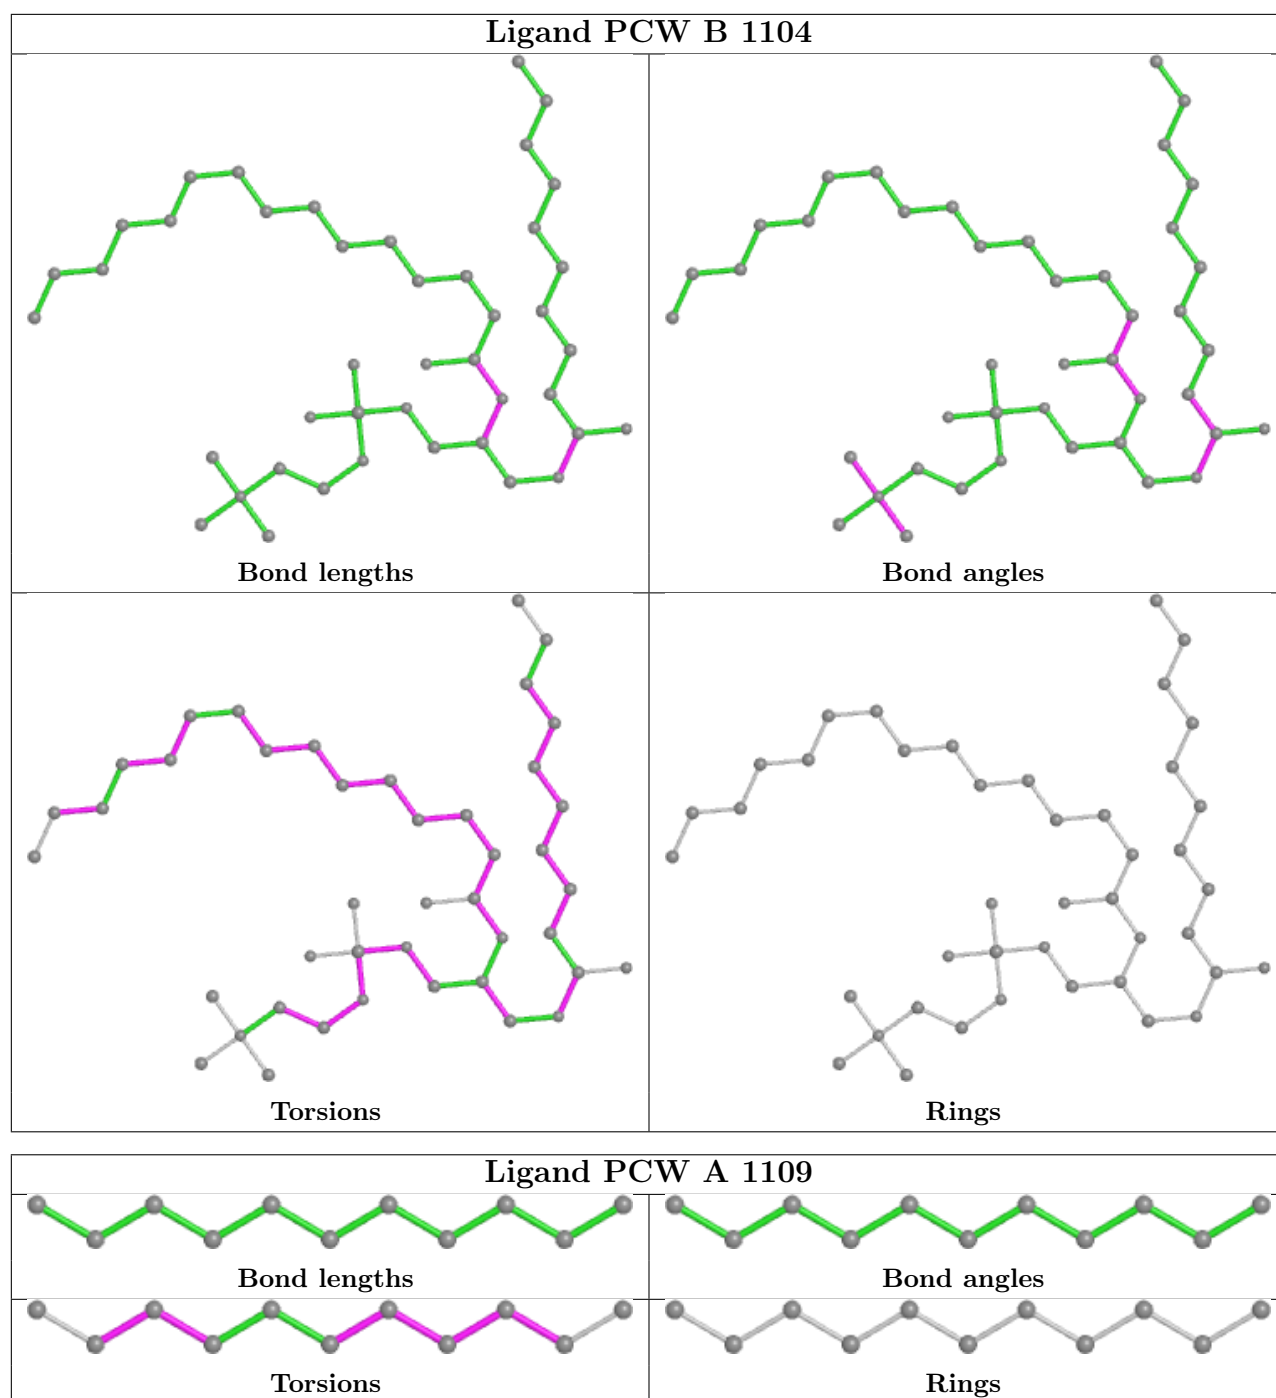 Ligand PCW B 1104
Bond lengths
Bond angles
Torsions
Rings
Ligand PCW A 1109
Bond lengths
Bond angles
Torsions
Rings